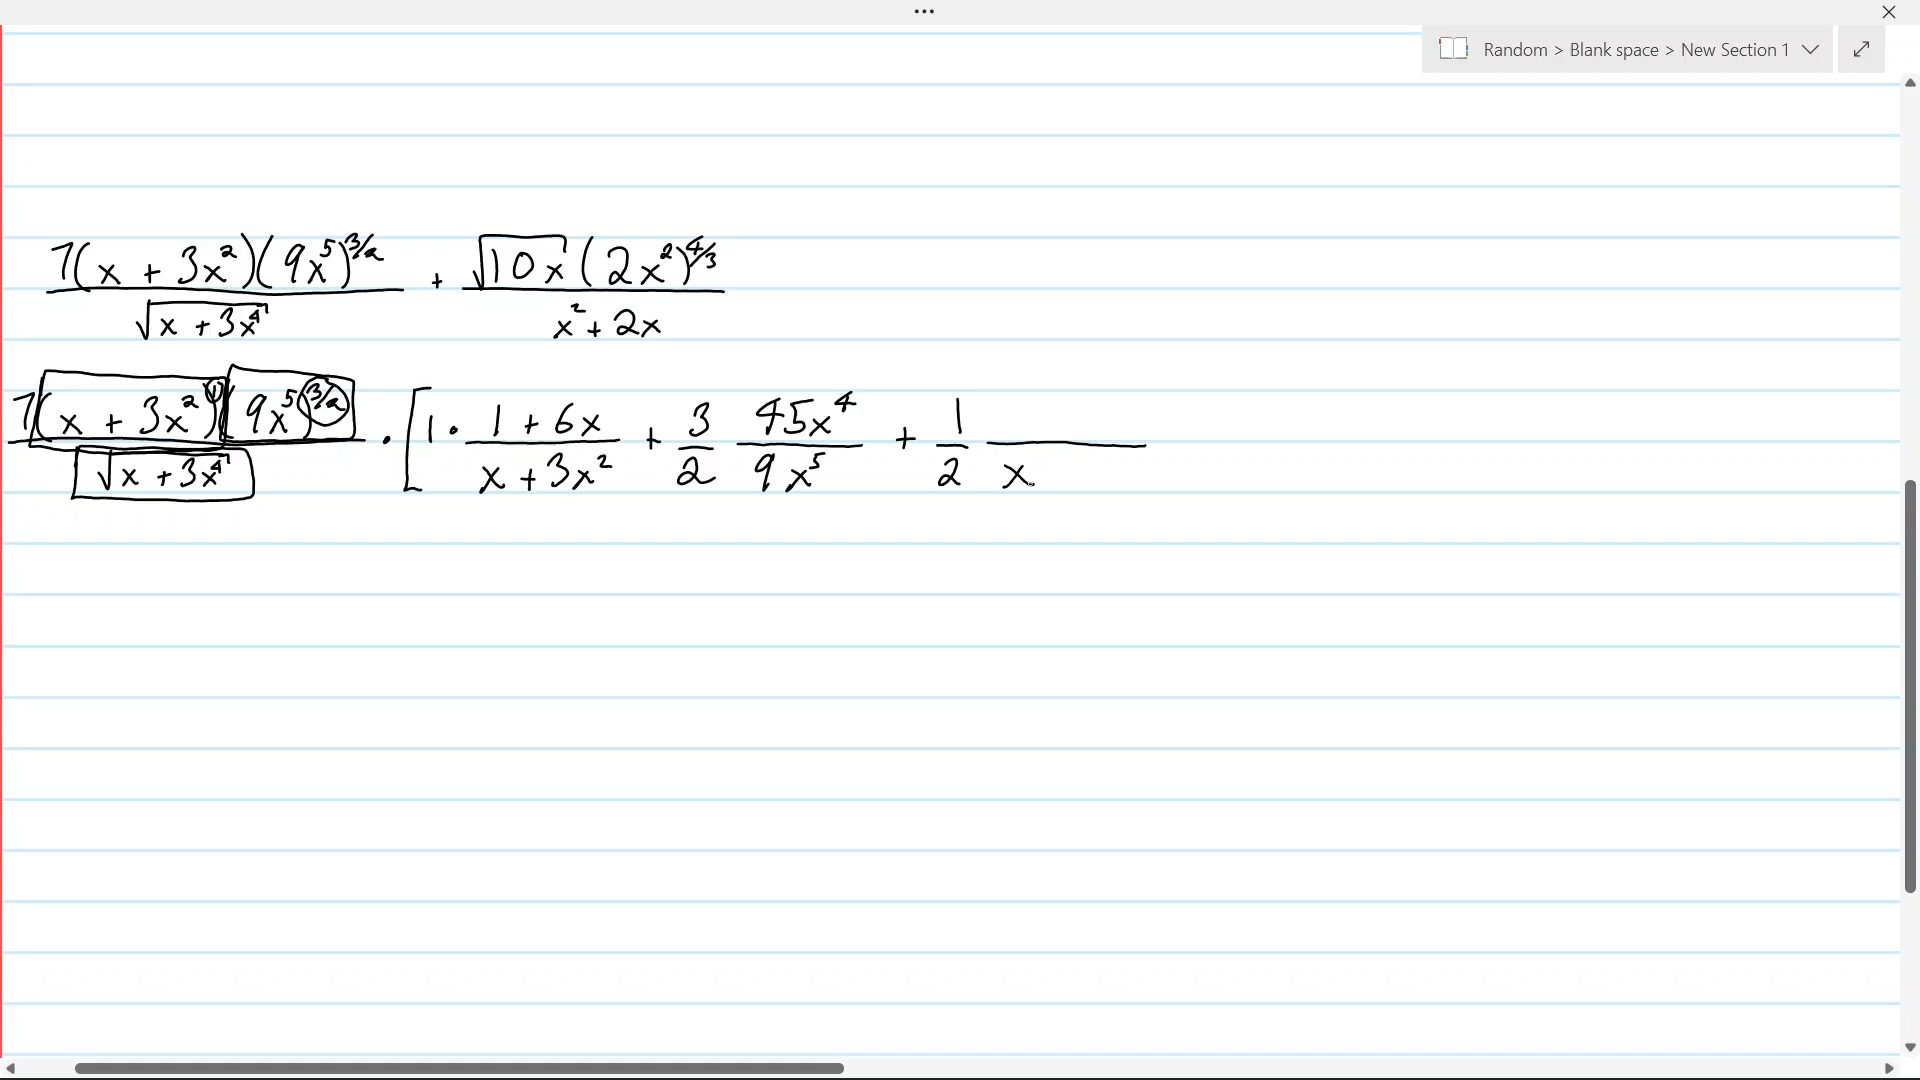 Random > Blank space > New Section 1
7(x + 3x²)(9x⁵)^3/2 / √(x + 3x⁴) + √10x (2x²)^4/3 / x² + 2x
7(x + 3x²)^1 (9x⁵)^3/2 / √(x + 3x⁴) · [1 · 1 + 6x / x + 3x² + 3/2 45x⁴ / 9x⁵ + 1/2 / x